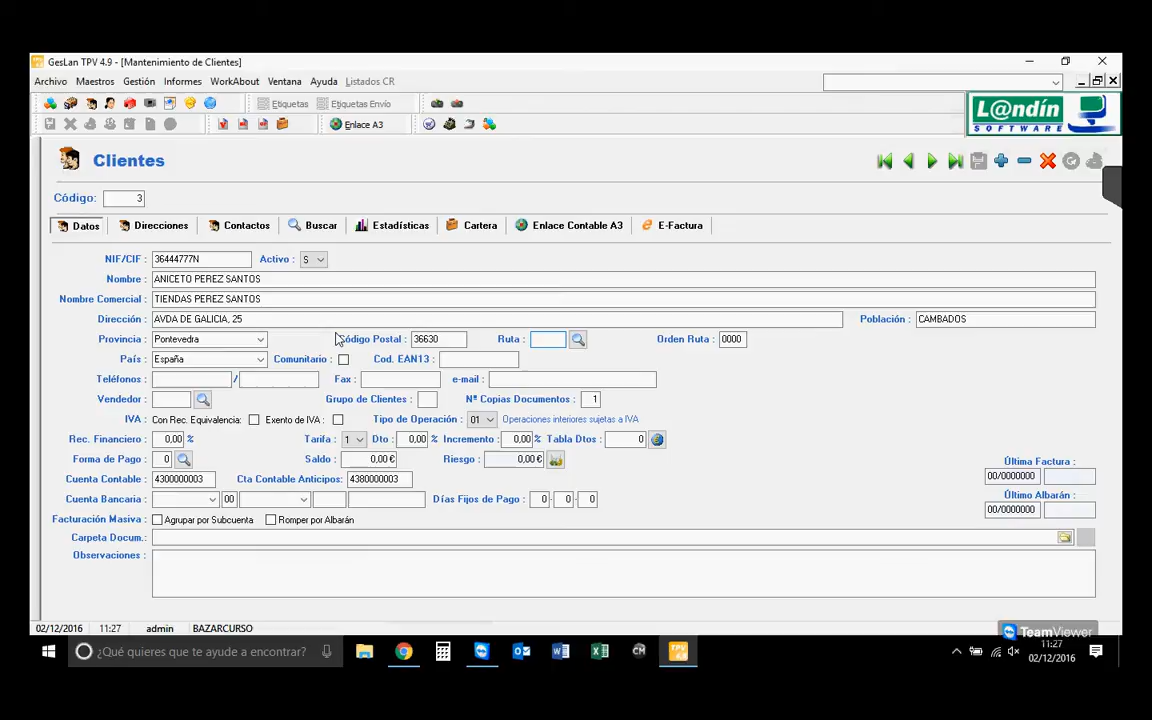 GesLan TPV 4.9 - [Mantenimiento de Clientes]
Archivo Maestros Gestión Informes WorkAbout Ventana Ayuda Listados CR
Etiquetas Etiquetas Envío
Enlace A3
L@ndín
SOFTWARE
Clientes
Código: 3
Datos Direcciones Contactos Buscar Estadísticas Cartera Enlace Contable A3 E-Factura
NIF/CIF : 36444777N Activo : S
Nombre : ANICETO PEREZ SANTOS
Nombre Comercial : TIENDAS PEREZ SANTOS
Dirección : AVDA DE GALICIA, 25 Población : CAMBADOS
Provincia : Pontevedra Código Postal : 36630 Ruta : Orden Ruta : 0000
País : España Comunitario : Cod. EAN13 :
Teléfonos : / Fax : e-mail :
Vendedor : Grupo de Clientes : Nº Copias Documentos : 1
IVA : Con Rec. Equivalencia: Exento de IVA : Tipo de Operación : 01 Operaciones interiores sujetas a IVA
Rec. Financiero : 0,00 % Tarifa : 1 Dto : 0,00 % Incremento : 0,00 % Tabla Dtos : 0
Forma de Pago : 0 Saldo : 0,00 € Riesgo : 0,00 €
Última Factura :
Cuenta Contable : 4300000003 Cta Contable Anticipos: 4380000003 00/0000000
Último Albarán :
Cuenta Bancaria : 00 Días Fijos de Pago : 0 - 0 - 0
00/0000000
Facturación Masiva : Agrupar por Subcuenta Romper por Albarán
Carpeta Docum.:
Observaciones :
02/12/2016 11:27 admin BAZARCURSO
TeamViewer
¿Qué quieres que te ayude a encontrar?
CM
TPV
4.9
11:27
02/12/2016